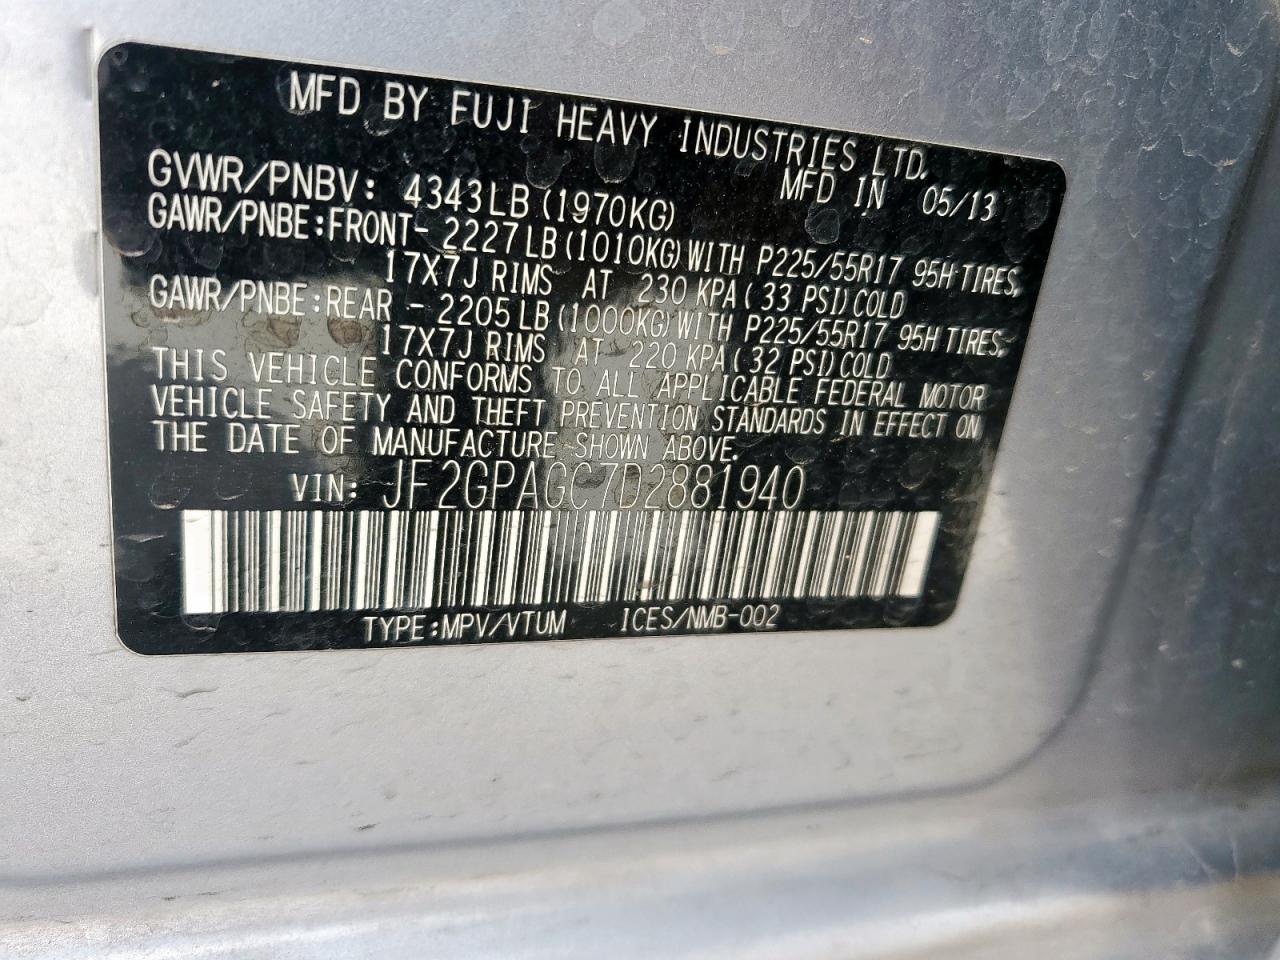 MFD BY FUJI HEAVY INDUSTRIES LTD.
MFD IN 05/13
GVWR/PNBV: 4343LB (1970KG)
GAWR/PNBE:FRONT- 2227LB(1010KG)WITH P225/55R17 95H TIRES,
17X7J RIMS AT 230 KPA(33 PSI)COLD
GAWR/PNBE:REAR - 2205LB(1000KG)WITH P225/55R17 95H TIRES,
17X7J RIMS AT 220 KPA(32 PSI)COLD
THIS VEHICLE CONFORMS TO ALL APPLICABLE FEDERAL MOTOR
VEHICLE SAFETY AND THEFT PREVENTION STANDARDS IN EFFECT ON
THE DATE OF MANUFACTURE SHOWN ABOVE.
VIN: JF2GPAGC7D2881940
TYPE:MPV/VTUM ICES/NMB-002